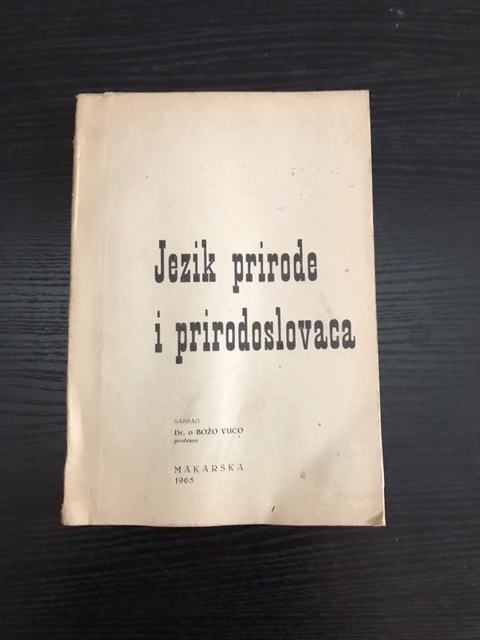 Jezik prirode
i prirodoslovaca
NAPISAO
Dr. o BOŽO VUCO
profesor
MAKARSKA
1965